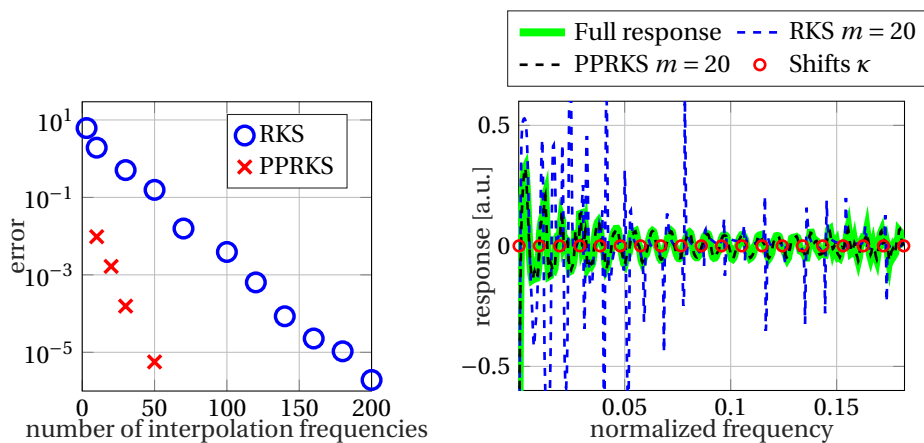 10^1
10^-1
10^-3
10^-5
error
RKS
PPRKS
0
50
100
150
200
number of interpolation frequencies
Full response
RKS m = 20
PPRKS m = 20
Shifts κ
0.5
0
−0.5
response [a.u.]
0.05
0.1
0.15
normalized frequency